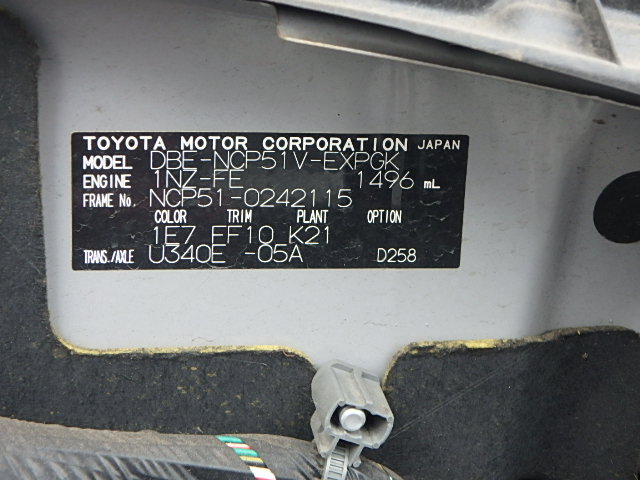 TOYOTA MOTOR CORPORATION JAPAN
MODEL DBE-NCP51V-EXPGK
ENGINE 1NZ-FE 1496 mL
FRAME No. NCP51-0242115
COLOR TRIM PLANT OPTION
1E7 FF10 K21
TRANS./AXLE U340E -05A D258